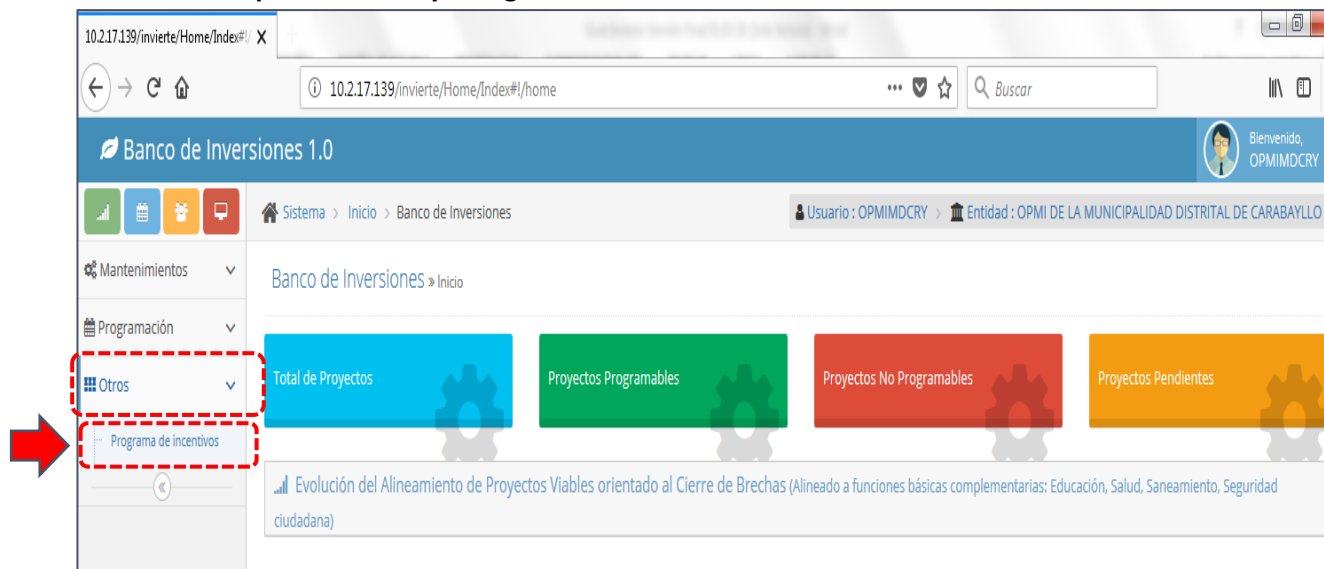 10.2.17.139/invierte/Home/Index#!/
10.2.17.139/invierte/Home/Index#!/home
Buscar
Banco de Inversiones 1.0
Bienvenido,
OPMIMDCRY
Sistema > Inicio > Banco de Inversiones
Usuario : OPMIMDCRY > Entidad : OPMI DE LA MUNICIPALIDAD DISTRITAL DE CARABAYLLO
Mantenimientos
Programación
Otros
Programa de incentivos
Banco de Inversiones » Inicio
Total de Proyectos
Proyectos Programables
Proyectos No Programables
Proyectos Pendientes
Evolución del Alineamiento de Proyectos Viables orientado al Cierre de Brechas (Alineado a funciones básicas complementarias: Educación, Salud, Saneamiento, Seguridad
ciudadana)